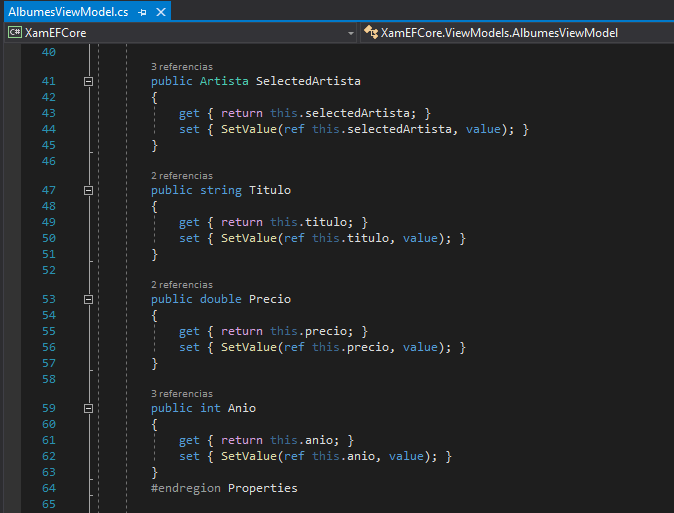 AlbumesViewModel.cs
XamEFCore XamEFCore.ViewModels.AlbumesViewModel
40
3 referencias
41 public Artista SelectedArtista
42 {
43 get { return this.selectedArtista; }
44 set { SetValue(ref this.selectedArtista, value); }
45 }
46
2 referencias
47 public string Titulo
48 {
49 get { return this.titulo; }
50 set { SetValue(ref this.titulo, value); }
51 }
52
2 referencias
53 public double Precio
54 {
55 get { return this.precio; }
56 set { SetValue(ref this.precio, value); }
57 }
58
3 referencias
59 public int Anio
60 {
61 get { return this.anio; }
62 set { SetValue(ref this.anio, value); }
63 }
64 #endregion Properties
65